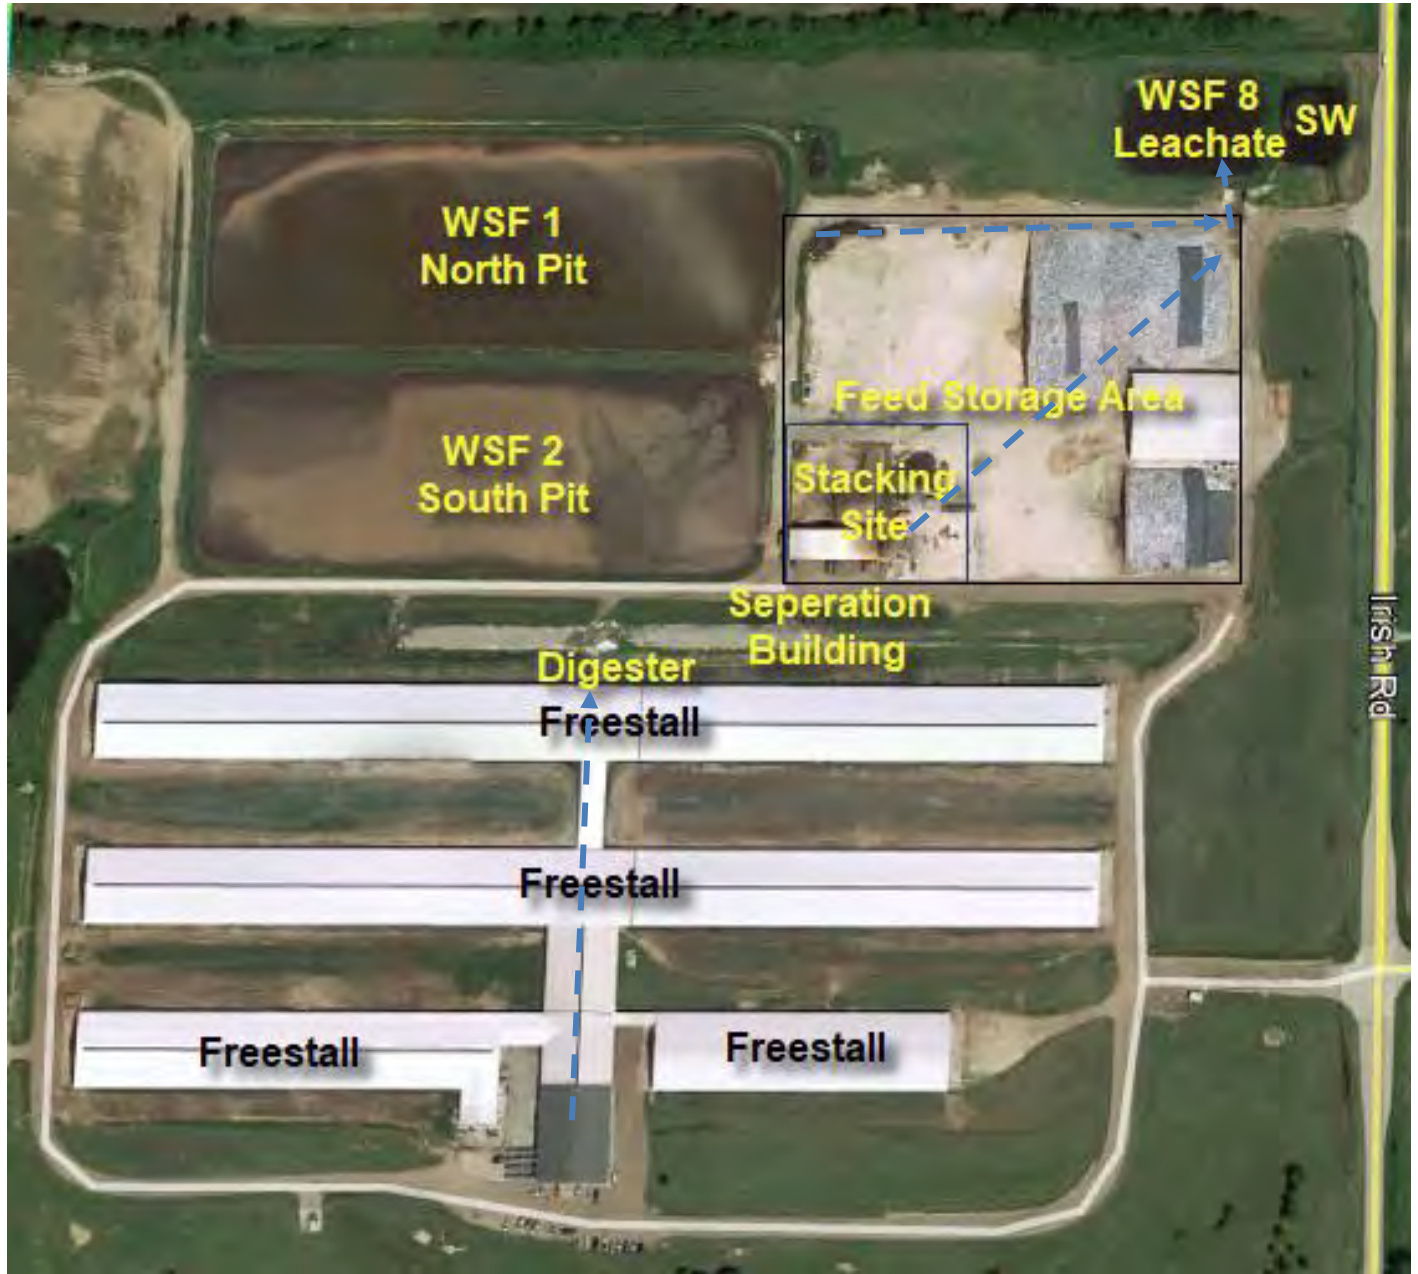 WSF 8
Leachate
SW
WSF 1
North Pit
WSF 2
South Pit
Feed Storage Area
Stacking
Site
Seperation
Building
Digester
Freestall
Freestall
Freestall
Freestall
Irish Rd